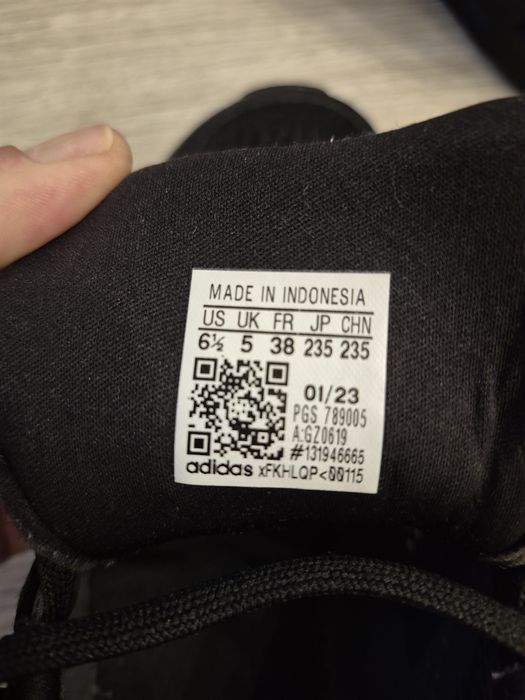 MADE IN INDONESIA
US UK FR JP CHN
6½ 5 38 235 235
01/23
PGS 789005
A:GZ0619
#131946665
adidas xFKHLQP<00115